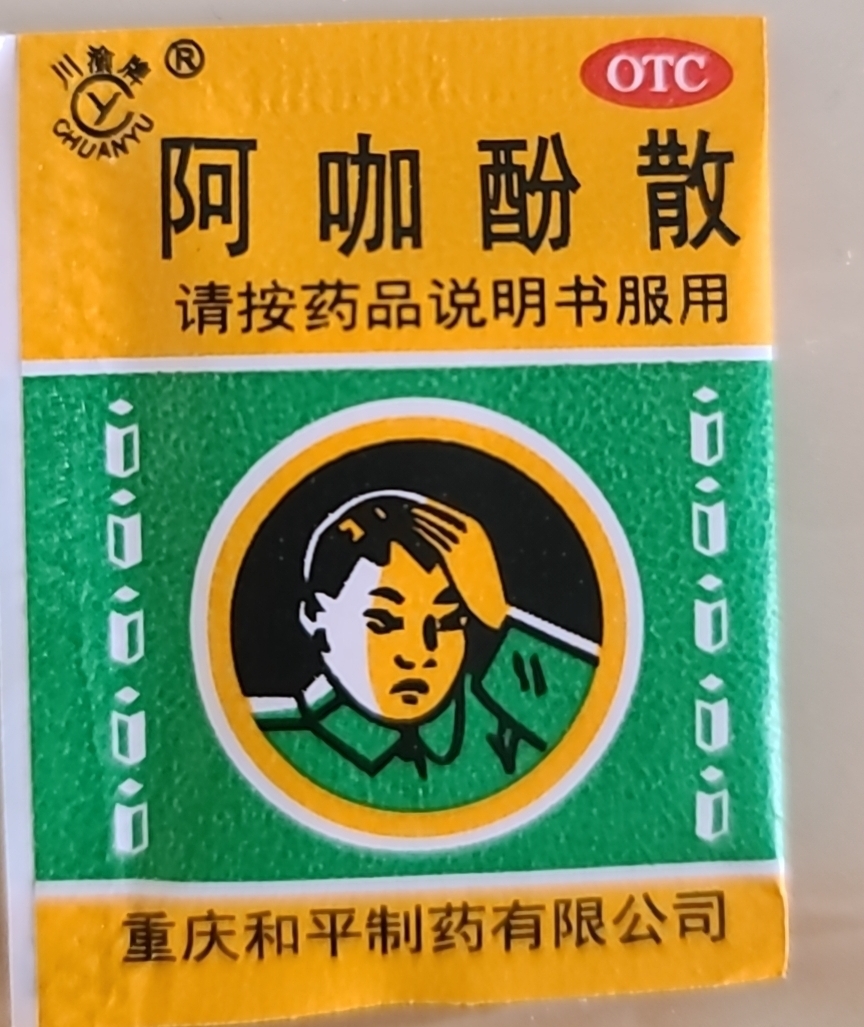 川渝牌 ®
CHUANYU
OTC
阿咖酚散
请按药品说明书服用
重庆和平制药有限公司